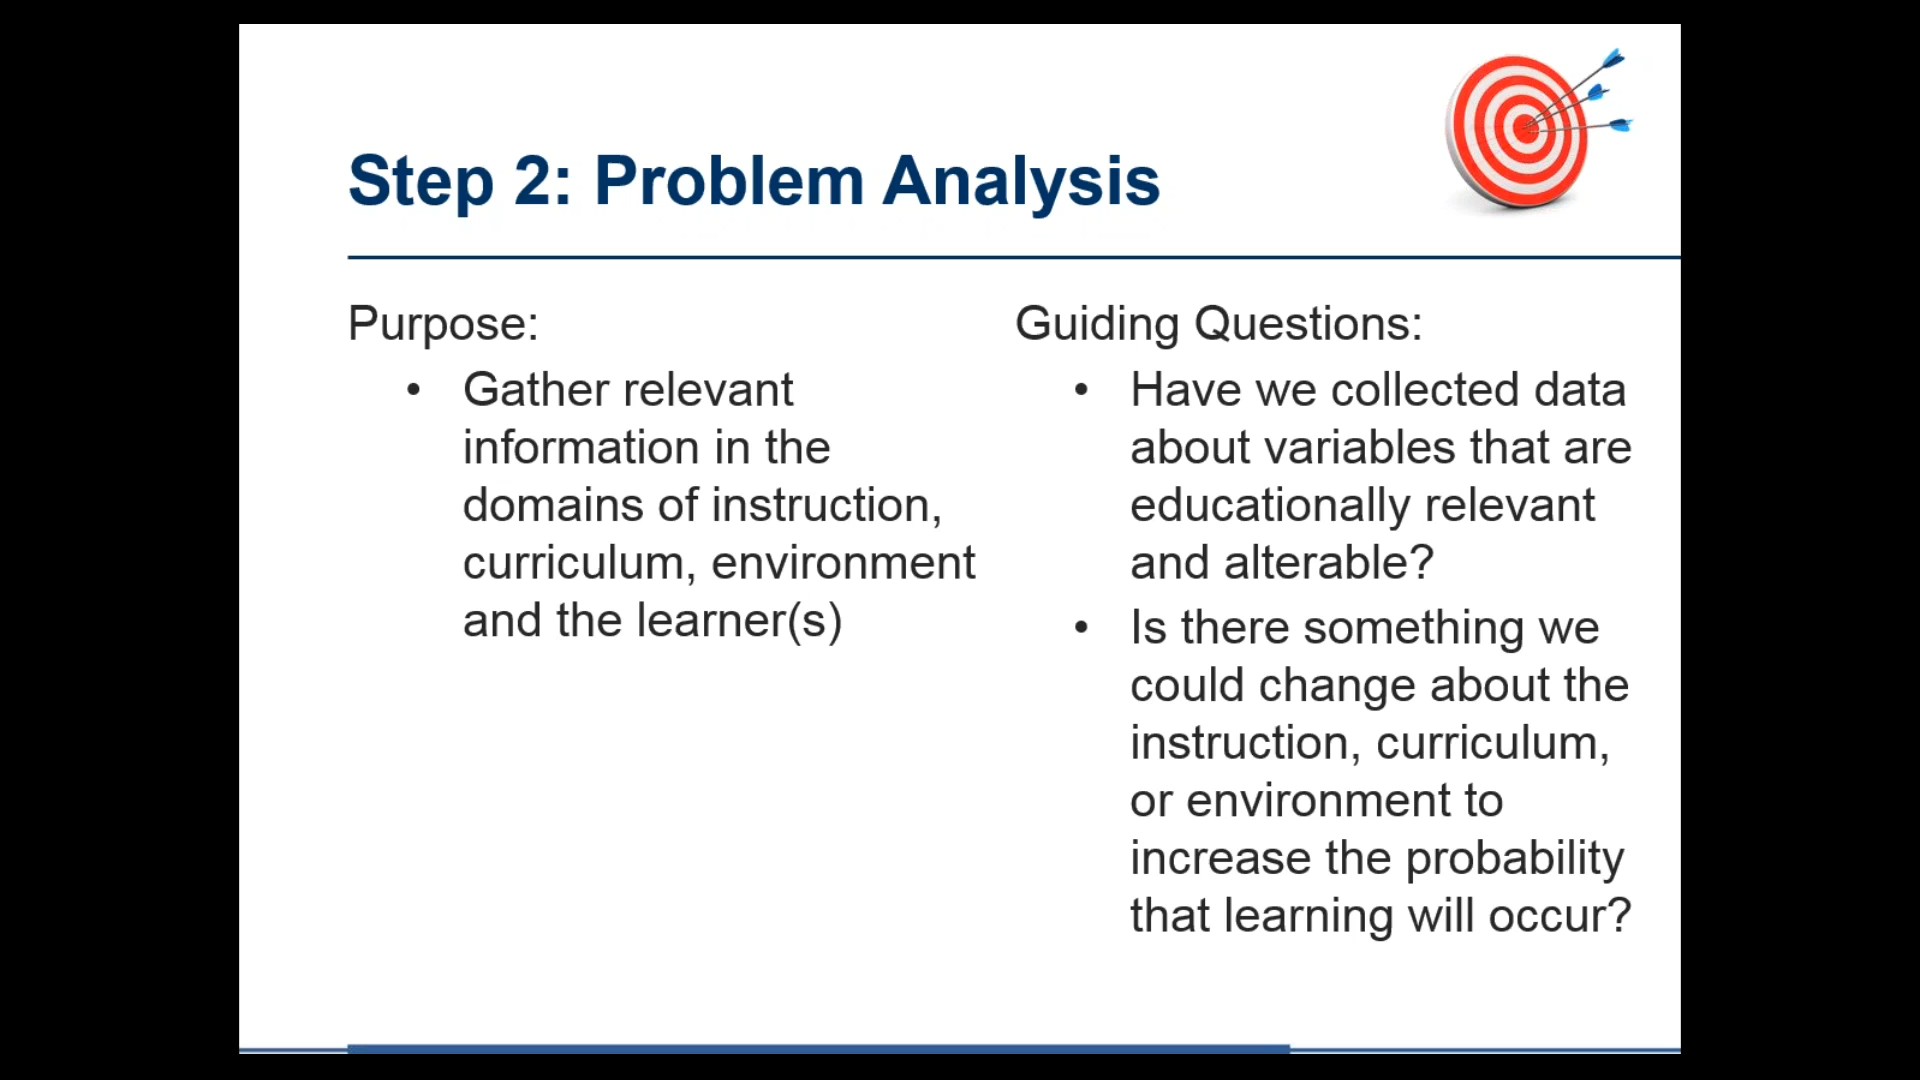 Step 2: Problem Analysis
Purpose:
• Gather relevant
information in the
domains of instruction,
curriculum, environment
and the learner(s)
Guiding Questions:
• Have we collected data
about variables that are
educationally relevant
and alterable?
• Is there something we
could change about the
instruction, curriculum,
or environment to
increase the probability
that learning will occur?